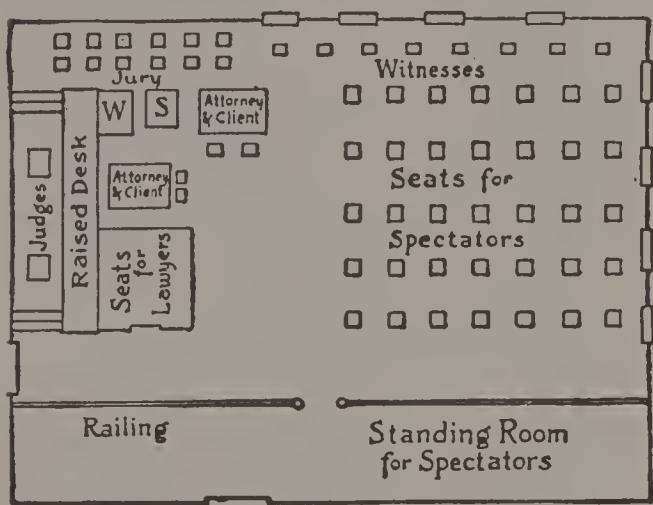 Jury
Witnesses
W
S
Attorney
& Client
Attorney
& Client
Judges
Raised Desk
Seats
for
Lawyers
Seats for
Spectators
Railing
Standing Room
for Spectators